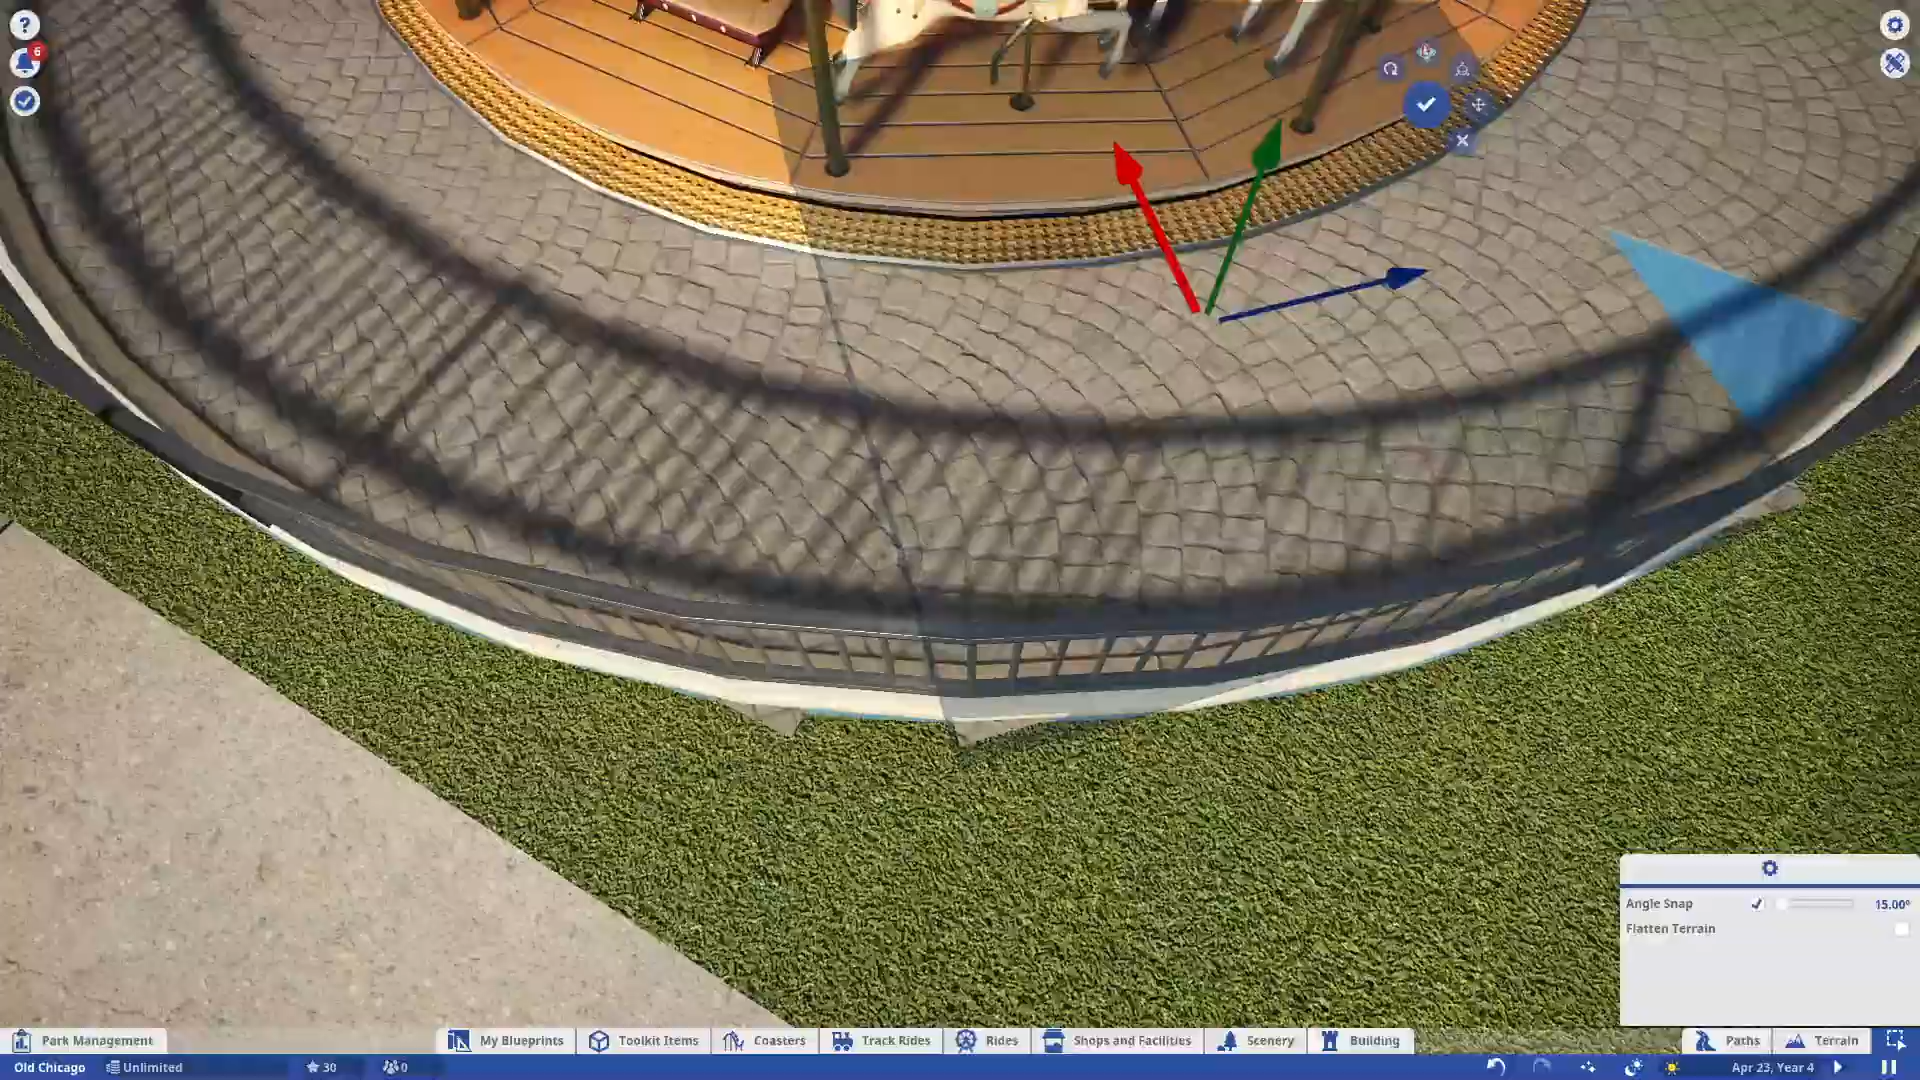 ?
6
Angle Snap 15.00°
Flatten Terrain
Park Management My Blueprints Toolkit Items Coasters Track Rides Rides Shops and Facilities Scenery Building Paths Terrain
Old Chicago Unlimited 30 0 Apr 23, Year 4